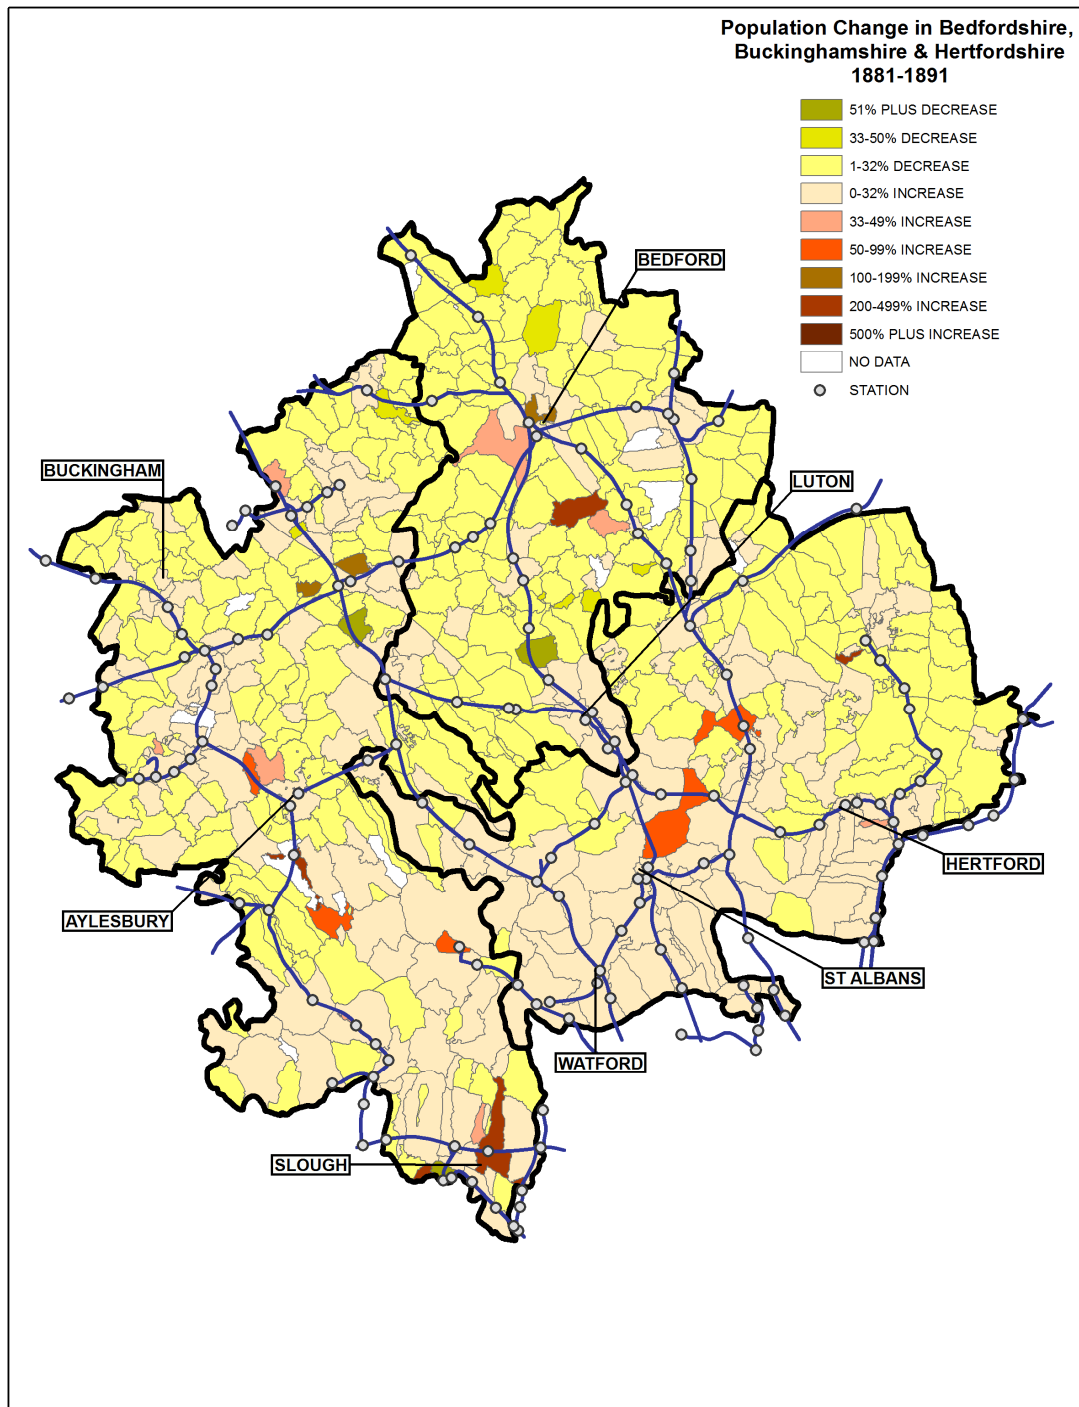 Population Change in Bedfordshire,
Buckinghamshire & Hertfordshire
1881-1891
51% PLUS DECREASE
33-50% DECREASE
1-32% DECREASE
0-32% INCREASE
33-49% INCREASE
50-99% INCREASE
100-199% INCREASE
200-499% INCREASE
500% PLUS INCREASE
NO DATA
STATION
BEDFORD
BUCKINGHAM
LUTON
HERTFORD
AYLESBURY
ST ALBANS
WATFORD
SLOUGH